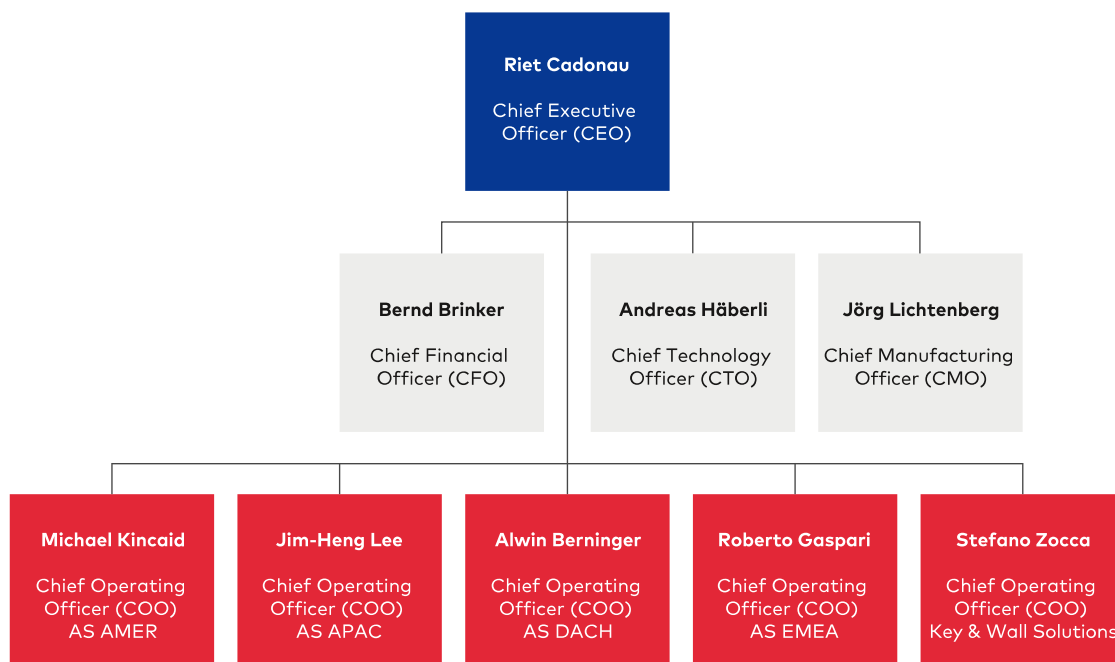 Riet Cadonau
Chief Executive
Officer (CEO)
Bernd Brinker
Chief Financial
Officer (CFO)
Andreas Häberli
Chief Technology
Officer (CTO)
Jörg Lichtenberg
Chief Manufacturing
Officer (CMO)
Michael Kincaid
Chief Operating
Officer (COO)
AS AMER
Jim-Heng Lee
Chief Operating
Officer (COO)
AS APAC
Alwin Berninger
Chief Operating
Officer (COO)
AS DACH
Roberto Gaspari
Chief Operating
Officer (COO)
AS EMEA
Stefano Zocca
Chief Operating
Officer (COO)
Key & Wall Solutions